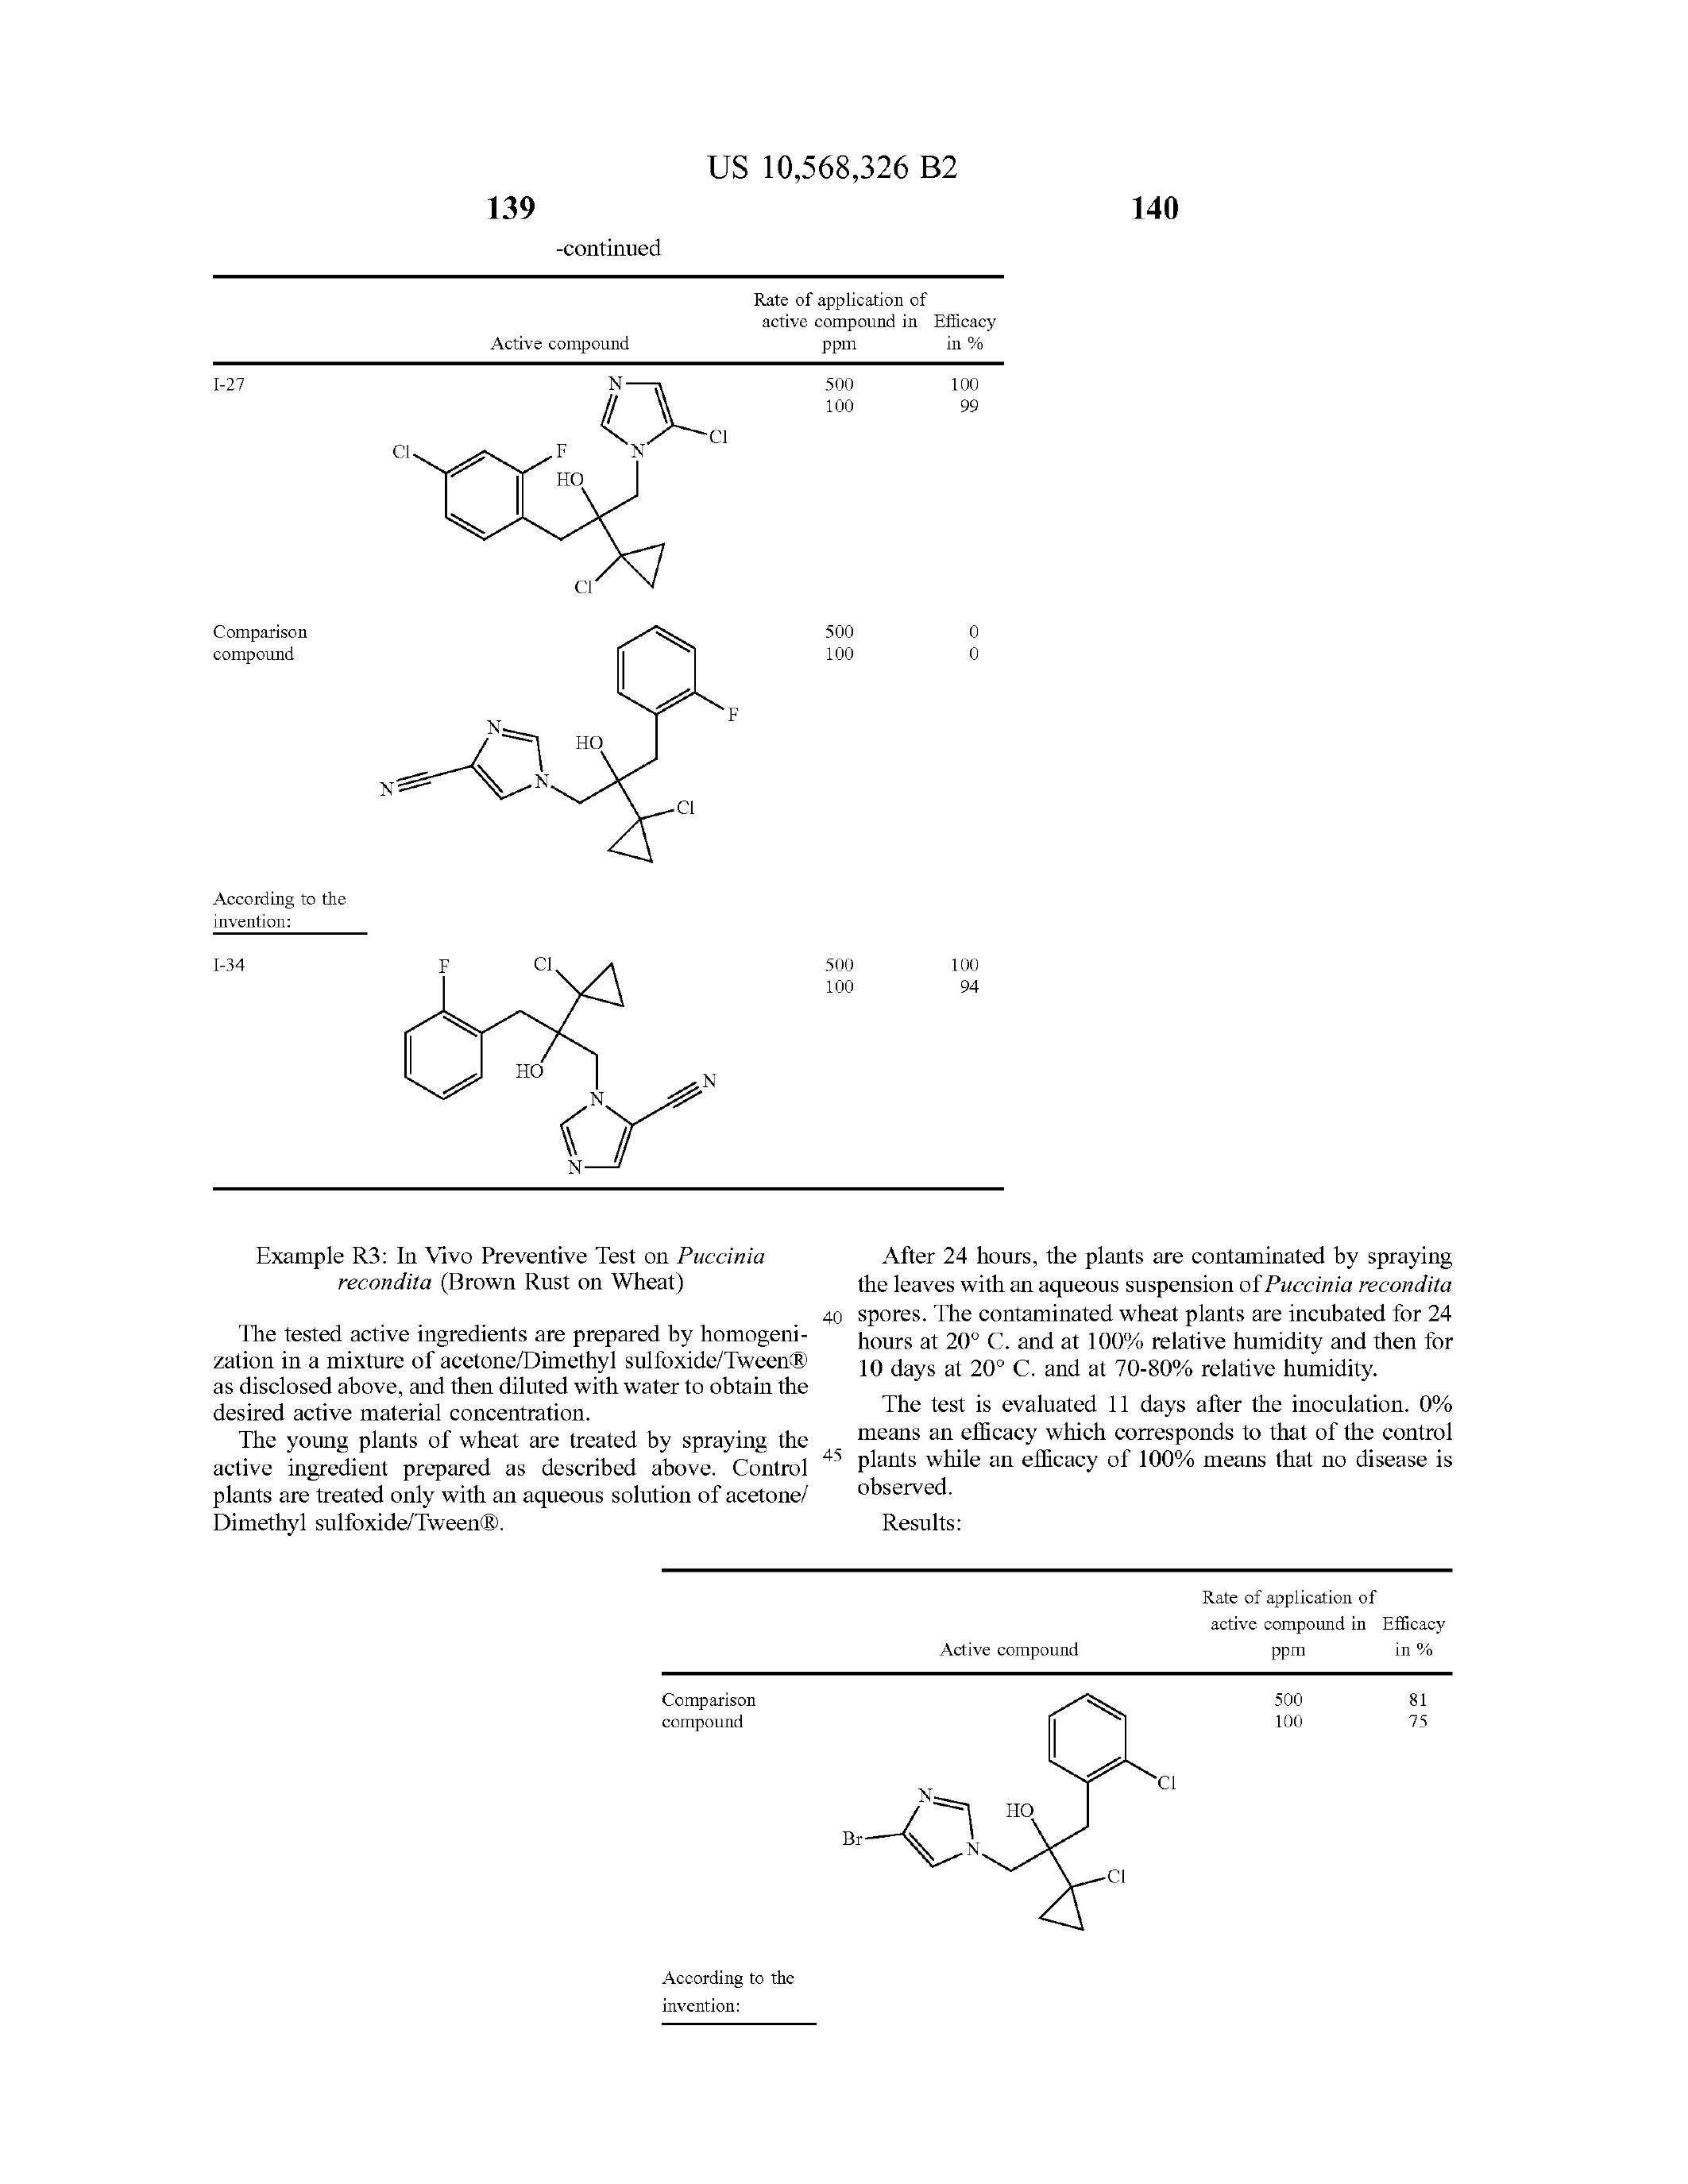 US 10,568,326 B2
139
140
-continued
Rate of application of
active compound in Efficacy
Active compound ppm in %
I-27 500 100
100 99
N
Cl
Cl
F
N
HO
Cl
Comparison 500 0
compound 100 0
F
N
HO
N
N
Cl
According to the
invention:
I-34 500 100
100 94
F
Cl
HO
N
N
N
Example R3: In Vivo Preventive Test on Puccinia
recondita (Brown Rust on Wheat)
The tested active ingredients are prepared by homogeni-
zation in a mixture of acetone/Dimethyl sulfoxide/Tween®
as disclosed above, and then diluted with water to obtain the
desired active material concentration.
The young plants of wheat are treated by spraying the
active ingredient prepared as described above. Control
plants are treated only with an aqueous solution of acetone/
Dimethyl sulfoxide/Tween®.
After 24 hours, the plants are contaminated by spraying
the leaves with an aqueous suspension of Puccinia recondita
40 spores. The contaminated wheat plants are incubated for 24
hours at 20° C. and at 100% relative humidity and then for
10 days at 20° C. and at 70-80% relative humidity.
The test is evaluated 11 days after the inoculation. 0%
means an efficacy which corresponds to that of the control
45 plants while an efficacy of 100% means that no disease is
observed.
Results:
Rate of application of
active compound in Efficacy
Active compound ppm in %
Comparison 500 81
compound 100 75
Cl
N
HO
Br
N
Cl
According to the
invention: